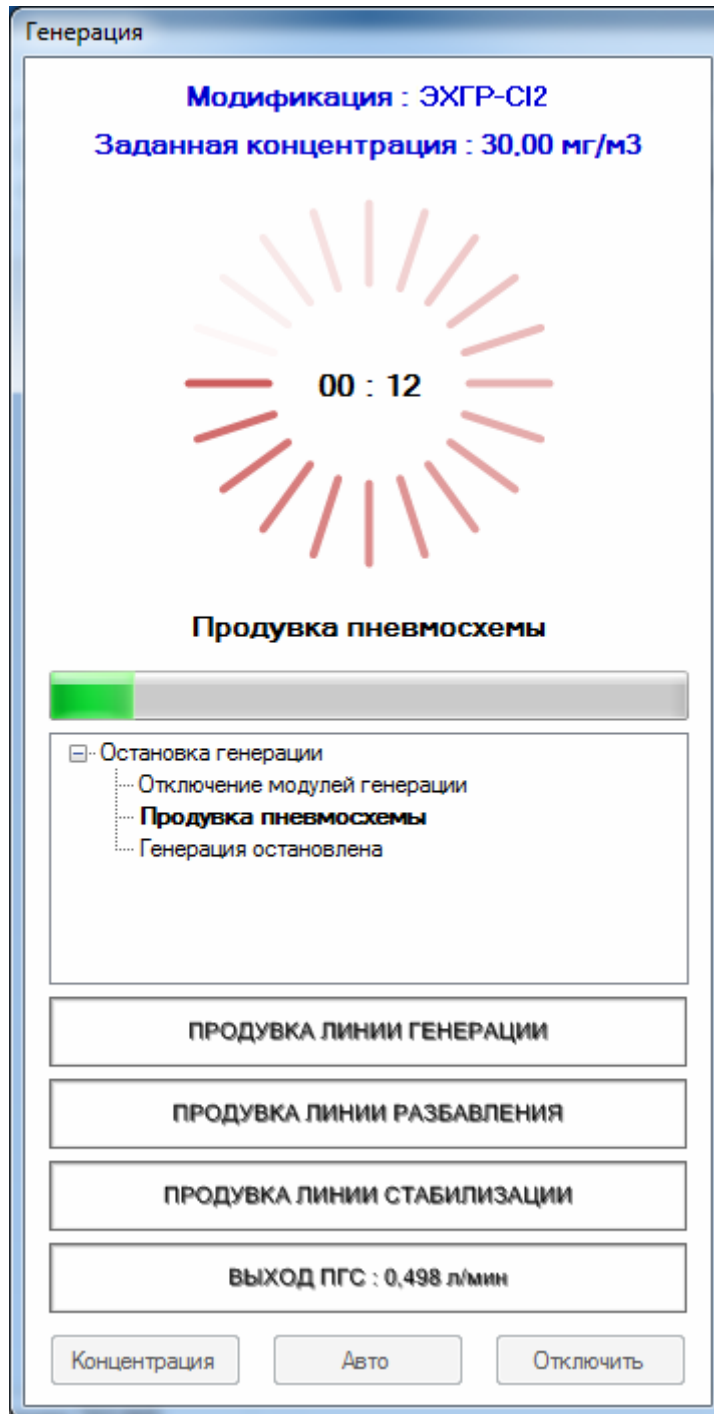 Генерация
Модификация : ЭХГР-Cl2
Заданная концентрация : 30,00 мг/м3
00 : 12
Продувка пневмосхемы
Остановка генерации
Отключение модулей генерации
Продувка пневмосхемы
Генерация остановлена
ПРОДУВКА ЛИНИИ ГЕНЕРАЦИИ
ПРОДУВКА ЛИНИИ РАЗБАВЛЕНИЯ
ПРОДУВКА ЛИНИИ СТАБИЛИЗАЦИИ
ВЫХОД ПГС : 0,498 л/мин
Концентрация Авто Отключить